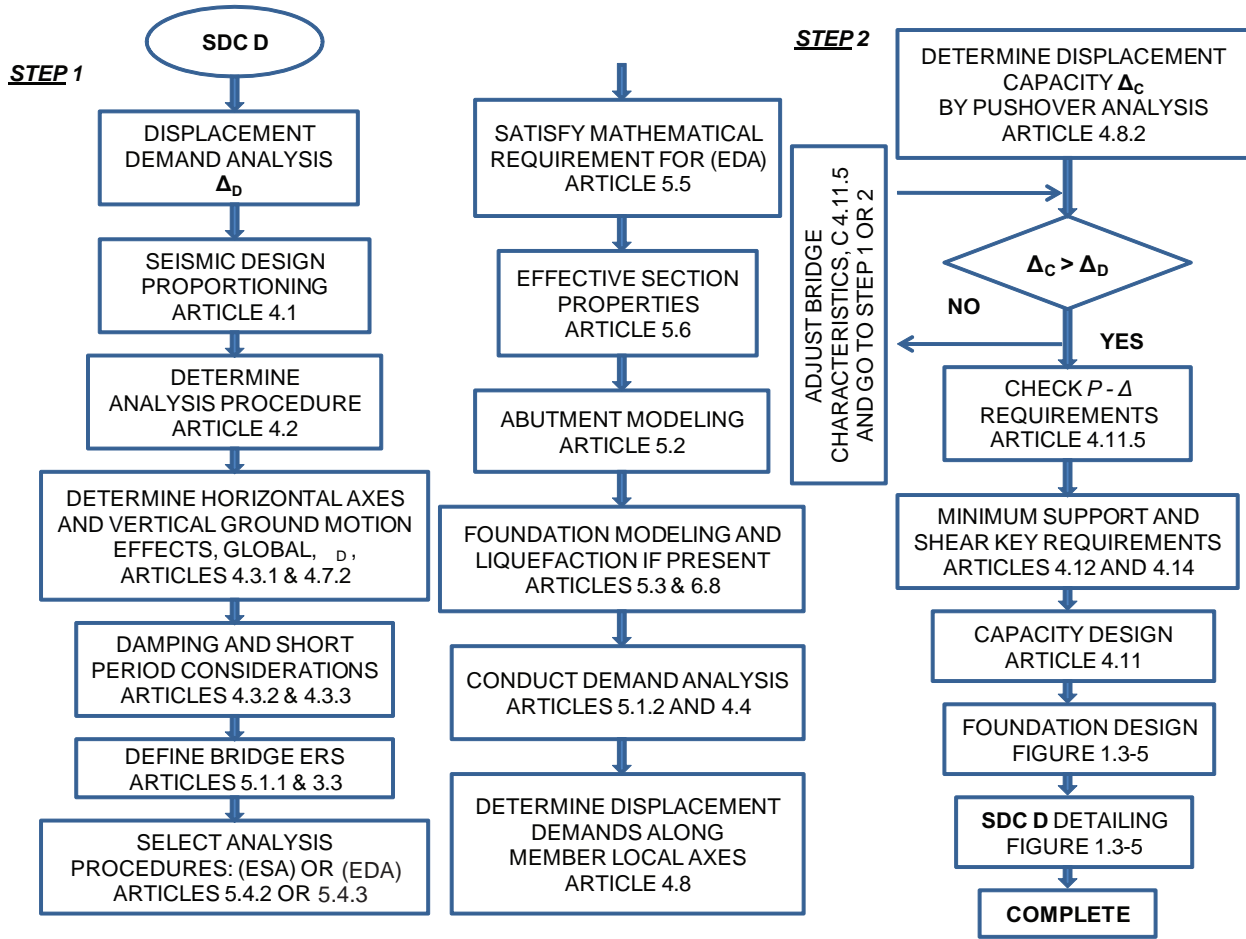 STEP 1
SDC D
DISPLACEMENT
DEMAND ANALYSIS
ΔD
SEISMIC DESIGN
PROPORTIONING
ARTICLE 4.1
DETERMINE
ANALYSIS PROCEDURE
ARTICLE 4.2
DETERMINE HORIZONTAL AXES
AND VERTICAL GROUND MOTION
EFFECTS, GLOBAL, D ,
ARTICLES 4.3.1 & 4.7.2
DAMPING AND SHORT
PERIOD CONSIDERATIONS
ARTICLES 4.3.2 & 4.3.3
DEFINE BRIDGE ERS
ARTICLES 5.1.1 & 3.3
SELECT ANALYSIS
PROCEDURES: (ESA) OR (EDA)
ARTICLES 5.4.2 OR 5.4.3
SATISFY MATHEMATICAL
REQUIREMENT FOR (EDA)
ARTICLE 5.5
EFFECTIVE SECTION
PROPERTIES
ARTICLE 5.6
ABUTMENT MODELING
ARTICLE 5.2
FOUNDATION MODELING AND
LIQUEFACTION IF PRESENT
ARTICLES 5.3 & 6.8
CONDUCT DEMAND ANALYSIS
ARTICLES 5.1.2 AND 4.4
DETERMINE DISPLACEMENT
DEMANDS ALONG
MEMBER LOCAL AXES
ARTICLE 4.8
STEP 2
DETERMINE DISPLACEMENT
CAPACITY ΔC
BY PUSHOVER ANALYSIS
ARTICLE 4.8.2
ADJUST BRIDGE
CHARACTERISTICS, C 4.11.5
AND GO TO STEP 1 OR 2
ΔC > ΔD
NO
YES
CHECK P - Δ
REQUIREMENTS
ARTICLE 4.11.5
MINIMUM SUPPORT AND
SHEAR KEY REQUIREMENTS
ARTICLES 4.12 AND 4.14
CAPACITY DESIGN
ARTICLE 4.11
FOUNDATION DESIGN
FIGURE 1.3-5
SDC D DETAILING
FIGURE 1.3-5
COMPLETE